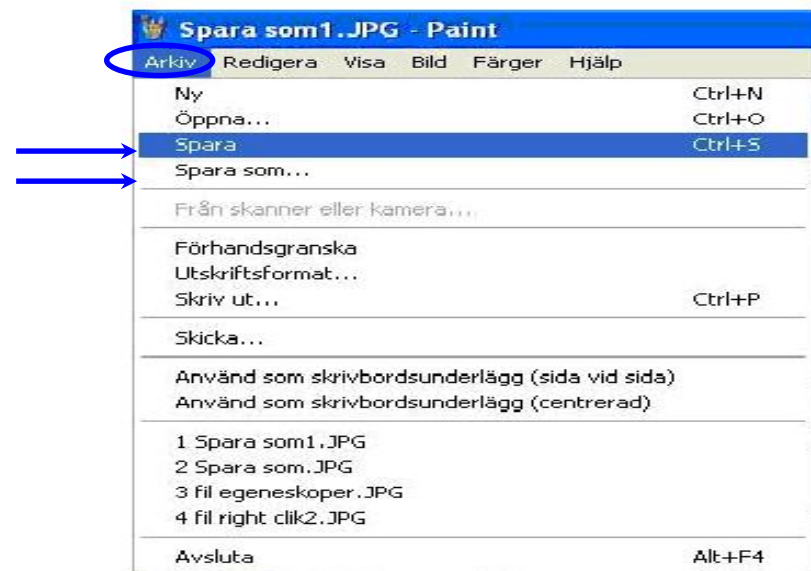 Spara som1.JPG - Paint
Arkiv Redigera Visa Bild Färger Hjälp
Ny Ctrl+N
Öppna... Ctrl+O
Spara Ctrl+S
Spara som...
Från skanner eller kamera...
Förhandsgranska
Utskriftsformat...
Skriv ut... Ctrl+P
Skicka...
Använd som skrivbordsunderlägg (sida vid sida)
Använd som skrivbordsunderlägg (centrerad)
1 Spara som1.JPG
2 Spara som.JPG
3 fil egeneskoper.JPG
4 fil right clik2.JPG
Avsluta Alt+F4